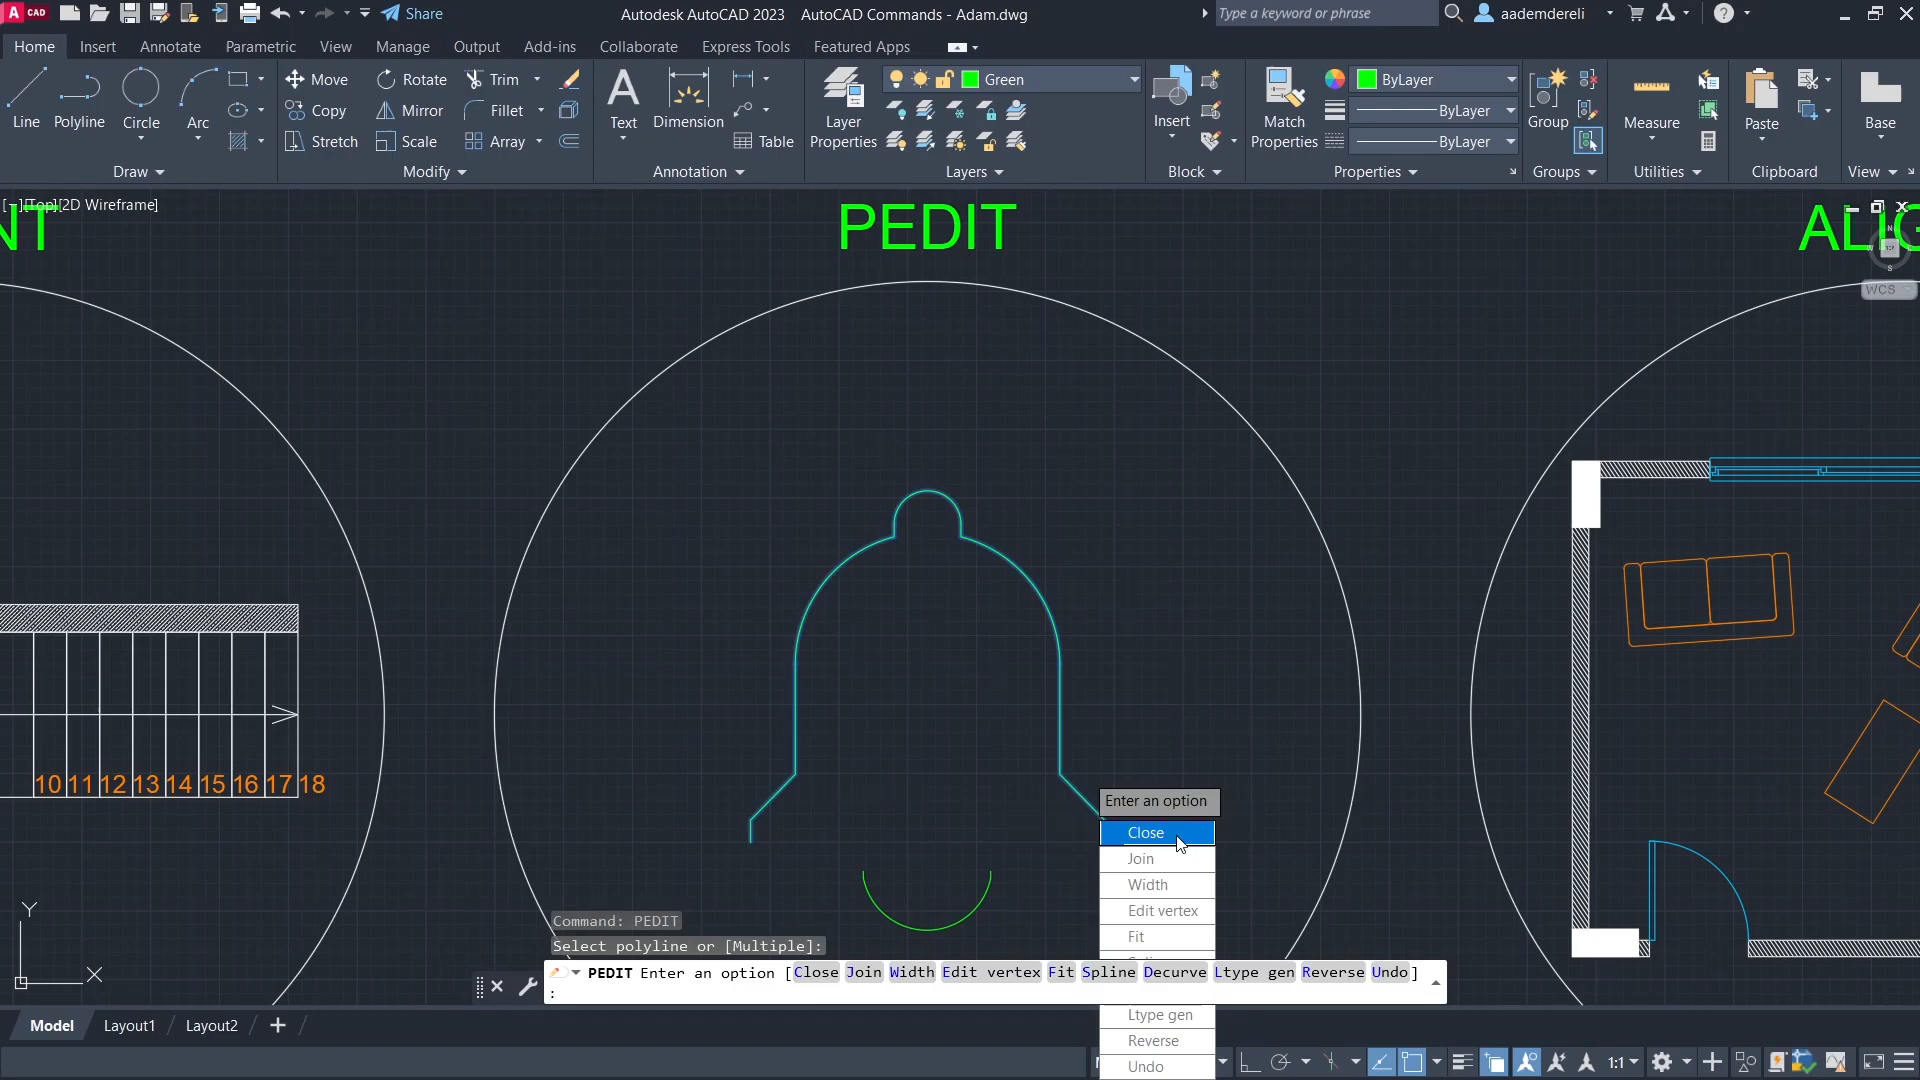 A CAD
Share
Autodesk AutoCAD 2023 AutoCAD Commands - Adam.dwg
Type a keyword or phrase
aademdereli
Home Insert Annotate Parametric View Manage Output Add-ins Collaborate Express Tools Featured Apps
Line Polyline Circle Arc
Move Rotate Trim
Copy Mirror Fillet
Stretch Scale Array
Text Dimension
Table
Layer Properties
Green
Insert
Match Properties
ByLayer
ByLayer
ByLayer
Group
Measure
Paste
Base
Draw Modify Annotation Layers Block Properties Groups Utilities Clipboard View
[−][Top][2D Wireframe]
NT
PEDIT
ALIG
N
W
TOP
S
WCS
10 11 12 13 14 15 16 17 18
Enter an option
Close
Join
Width
Edit vertex
Fit
Ltype gen
Reverse
Undo
Command: PEDIT
Select polyline or [Multiple]:
PEDIT Enter an option [Close Join Width Edit vertex Fit Spline Decurve Ltype gen Reverse Undo]
:
Y
X
Model Layout1 Layout2 +
1:1